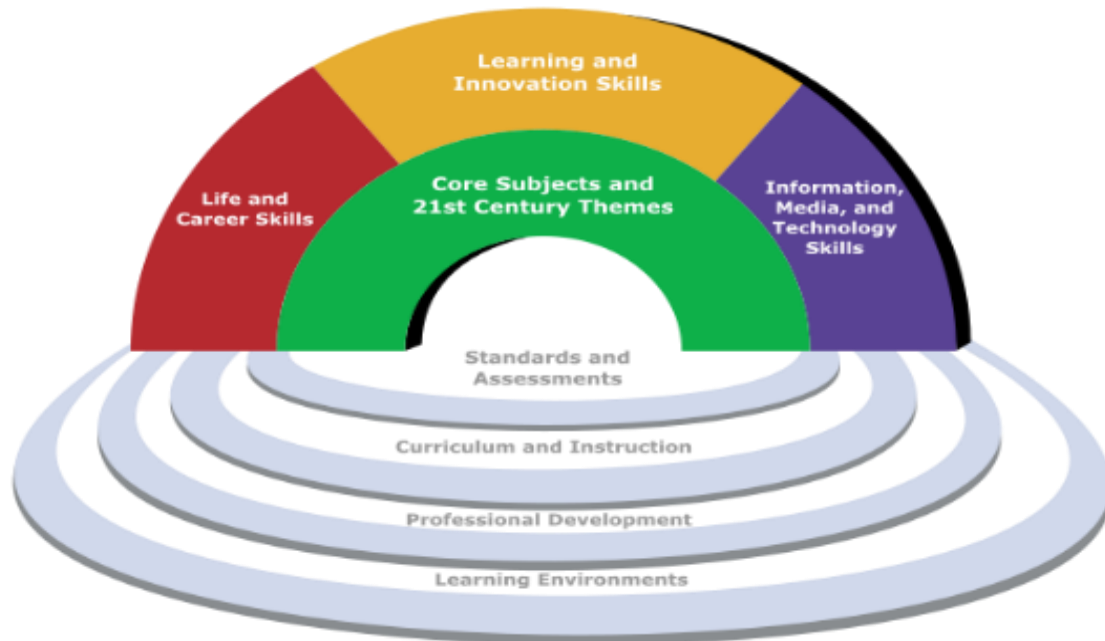 Learning and
Innovation Skills
Life and
Career Skills
Core Subjects and
21st Century Themes
Information,
Media, and
Technology
Skills
Standards and
Assessments
Curriculum and Instruction
Professional Development
Learning Environments